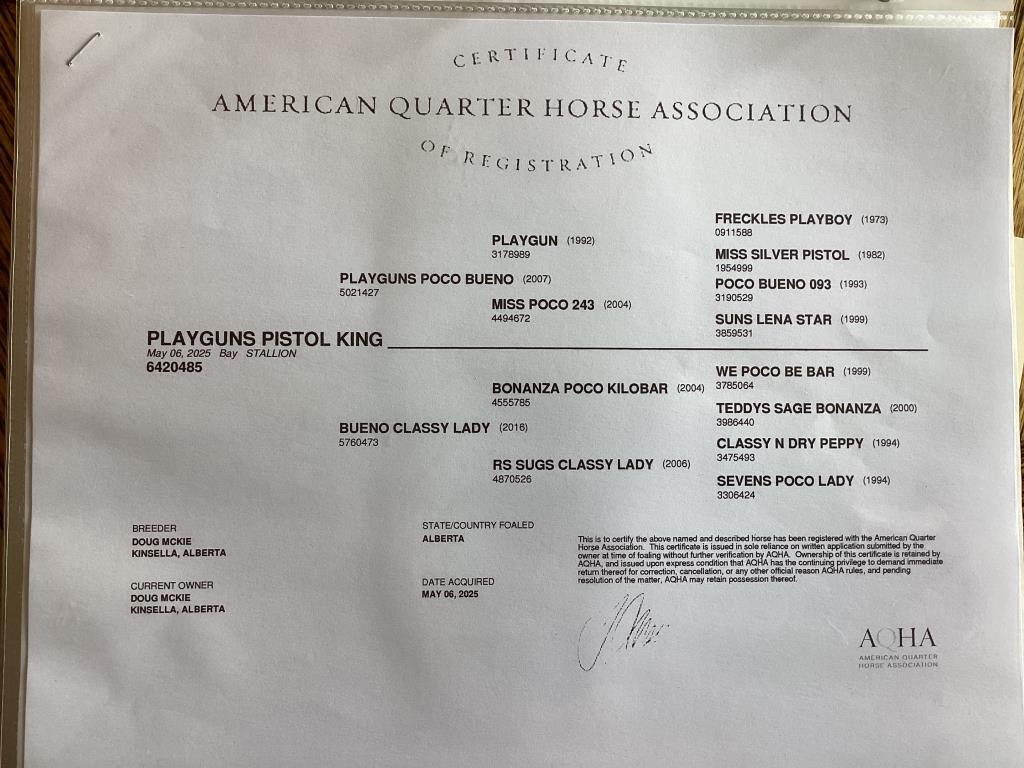 CERTIFICATE
AMERICAN QUARTER HORSE ASSOCIATION
OF REGISTRATION
FRECKLES PLAYBOY (1973)
0911588
PLAYGUN (1992)
3178989
MISS SILVER PISTOL (1982)
1954999
PLAYGUNS POCO BUENO (2007)
5021427
POCO BUENO 093 (1993)
3190529
MISS POCO 243 (2004)
4494672
SUNS LENA STAR (1999)
3859531
PLAYGUNS PISTOL KING
May 06, 2025 Bay STALLION
6420485
WE POCO BE BAR (1999)
3785064
BONANZA POCO KILOBAR (2004)
4555785
TEDDYS SAGE BONANZA (2000)
3986440
BUENO CLASSY LADY (2016)
5760473
CLASSY N DRY PEPPY (1994)
3475493
RS SUGS CLASSY LADY (2006)
4870526
SEVENS POCO LADY (1994)
3306424
BREEDER
DOUG MCKIE
KINSELLA, ALBERTA
STATE/COUNTRY FOALED
ALBERTA
CURRENT OWNER
DOUG MCKIE
KINSELLA, ALBERTA
DATE ACQUIRED
MAY 06, 2025
This is to certify the above named and described horse has been registered with the American Quarter
Horse Association. This certificate is issued in sole reliance on written application submitted by the
owner at time of foaling without further verification by AQHA. Ownership of this certificate is retained by
AQHA, and issued upon express condition that AQHA has the continuing privilege to demand immediate
return thereof for correction, cancellation, or any other official reason AQHA rules, and pending
resolution of the matter, AQHA may retain possession thereof.
AQHA
AMERICAN QUARTER
HORSE ASSOCIATION